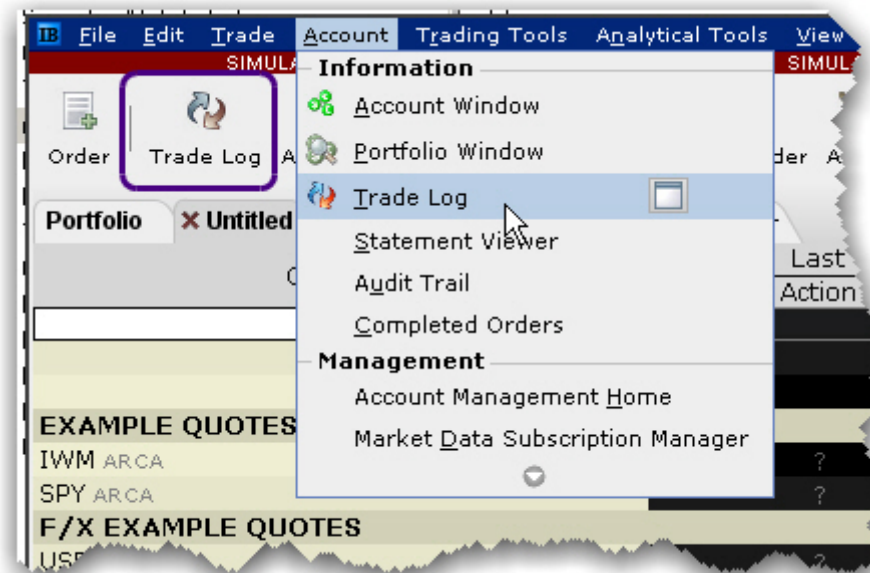 IB File Edit Trade Account Trading Tools Analytical Tools View
SIMUL SIMUL
Information
Account Window
Portfolio Window
Order Trade Log A der A
Trade Log
Portfolio Untitled
Statement Viewer
Last
Audit Trail
Action
Completed Orders
Management
Account Management Home
EXAMPLE QUOTES
Market Data Subscription Manager
IWM ARCA ?
SPY ARCA ?
F/X EXAMPLE QUOTES
?